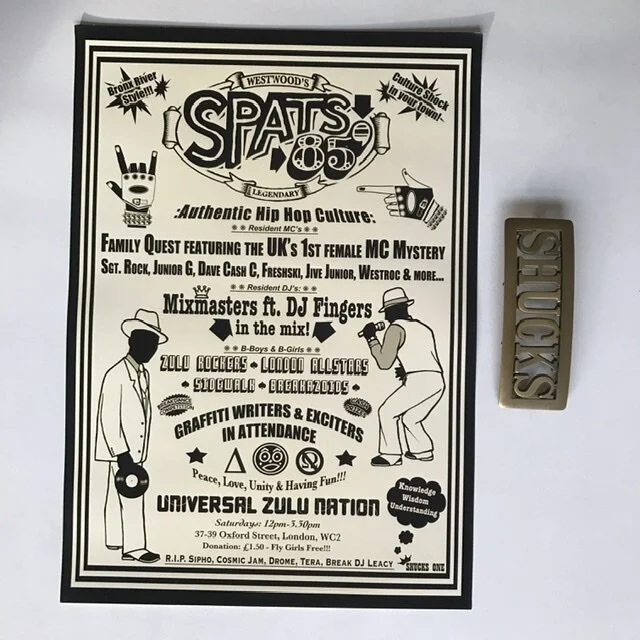 Bronx River
Style!!!
WESTWOOD'S
Culture Shock
in your town!
SPATS
85
LEGENDARY
:Authentic Hip Hop Culture:
Resident MC's
FAMILY QUEST FEATURING THE UK'S 1ST FEMALE MC MYSTERY
SGT. ROCK, JUNIOR G, DAVE CASH C, FRESHSKI, JIVE JUNIOR, WESTROC & MORE...
Resident DJ's:
Mixmasters ft. DJ Fingers
in the mix!
B-Boys & B-Girls
ZULU ROCKERS LONDON ALLSTARS
SIDEWALK BREAKAZOIDS
GRAFFITI WRITERS & EXCITERS
IN ATTENDANCE
Peace, Love, Unity & Having Fun!!!
UNIVERSAL ZULU NATION
Knowledge
Wisdom
Understanding
Saturdays: 12pm-3.30pm
37-39 Oxford Street, London, WC2
Donation: £1.50 - Fly Girls Free!!!
R.I.P. SIPHO, COSMIC JAM, DROME, TERA, BREAK DJ LEACY
SHUCKS ONE
SHUCKS